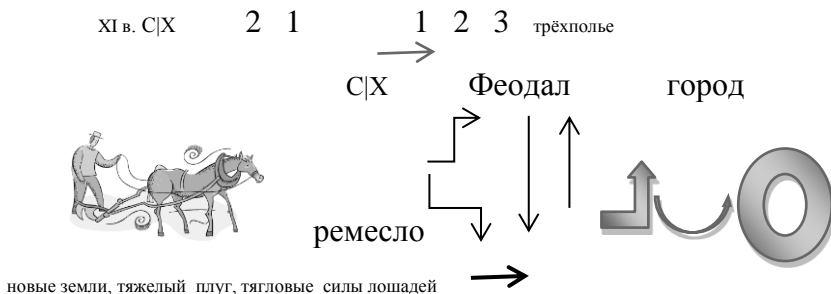 XI в. С|Х 2 1 1 2 3 трёхполье
С|Х Феодал город
ремесло
новые земли, тяжелый плуг, тягловые силы лошадей